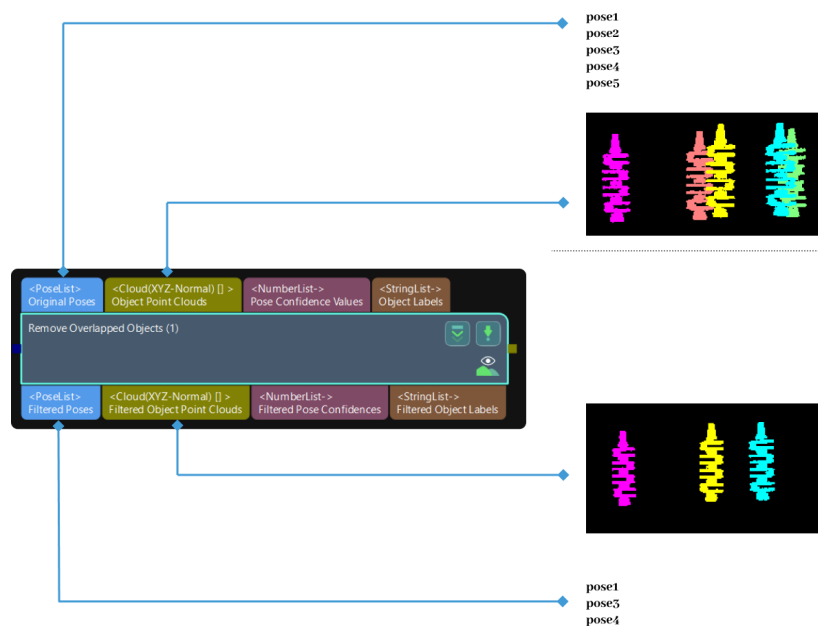 pose1
pose2
pose3
pose4
pose5
<PoseList>
Original Poses
<Cloud(XYZ-Normal) [] >
Object Point Clouds
<NumberList->
Pose Confidence Values
<StringList->
Object Labels
Remove Overlapped Objects (1)
<PoseList>
Filtered Poses
<Cloud(XYZ-Normal) [] >
Filtered Object Point Clouds
<NumberList->
Filtered Pose Confidences
<StringList->
Filtered Object Labels
pose1
pose3
pose4